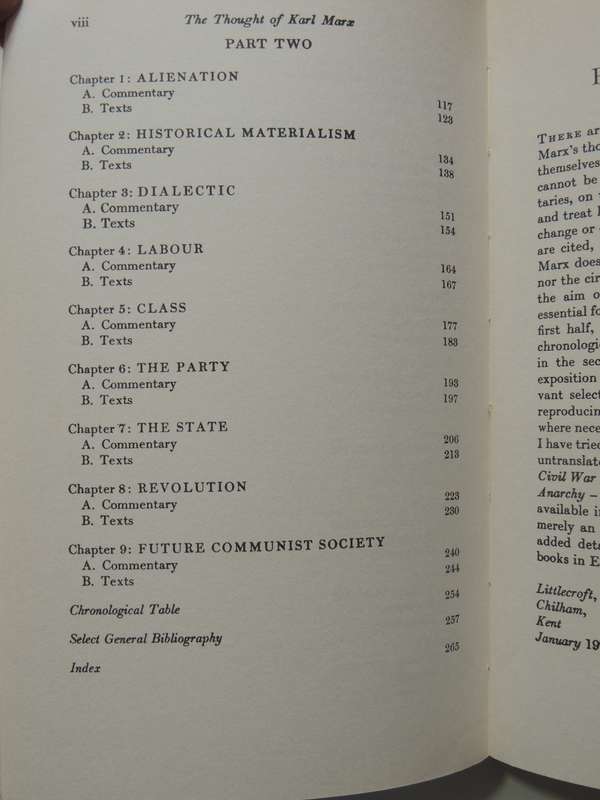 viii The Thought of Karl Marx
PART TWO
Chapter 1: ALIENATION
A. Commentary 117
B. Texts 123
Chapter 2: HISTORICAL MATERIALISM
A. Commentary 134
B. Texts 138
Chapter 3: DIALECTIC
A. Commentary 151
B. Texts 154
Chapter 4: LABOUR
A. Commentary 164
B. Texts 167
Chapter 5: CLASS
A. Commentary 177
B. Texts 183
Chapter 6: THE PARTY
A. Commentary 193
B. Texts 197
Chapter 7: THE STATE
A. Commentary 206
B. Texts 213
Chapter 8: REVOLUTION
A. Commentary 223
B. Texts 230
Chapter 9: FUTURE COMMUNIST SOCIETY
A. Commentary 240
B. Texts 244
Chronological Table 254
Select General Bibliography 257
Index 265
THERE ar
Marx's tho
themselves
cannot be
taries, on
and treat
change or
are cited,
Marx does
nor the cir
the aim o
essential fo
first half,
chronologi
in the sec
exposition
vant select
reproducin
where nece
I have tried
untranslate
Civil War
Anarchy –
available i
merely an
added deta
books in E
Littlecroft,
Chilham,
Kent
January 19